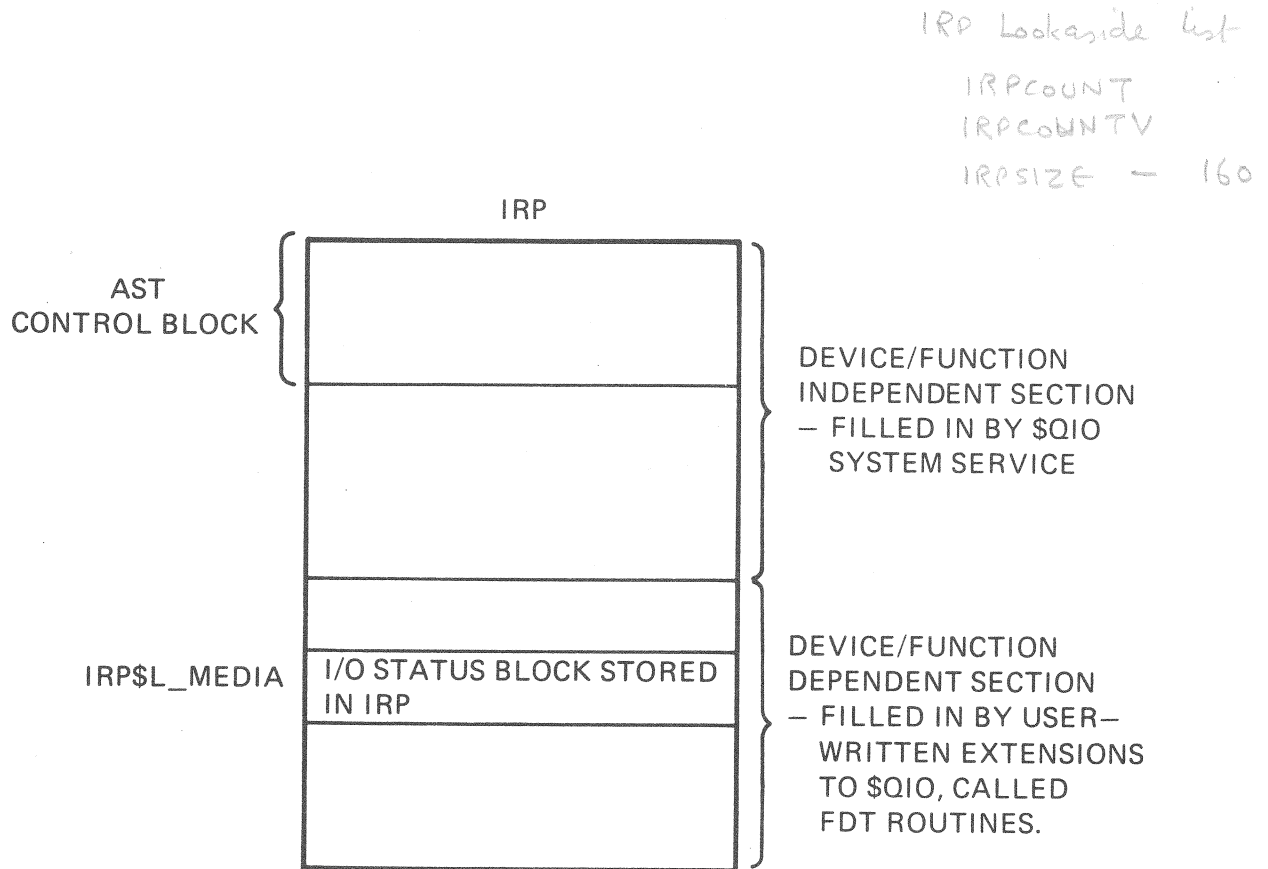 IRP Lookaside list
IRPCOUNT
IRPCOUNTV
IRPSIZE — 160
IRP
AST
CONTROL BLOCK
DEVICE/FUNCTION
INDEPENDENT SECTION
— FILLED IN BY $QIO
SYSTEM SERVICE
IRP$L_MEDIA
I/O STATUS BLOCK STORED
IN IRP
DEVICE/FUNCTION
DEPENDENT SECTION
— FILLED IN BY USER—
WRITTEN EXTENSIONS
TO $QIO, CALLED
FDT ROUTINES.